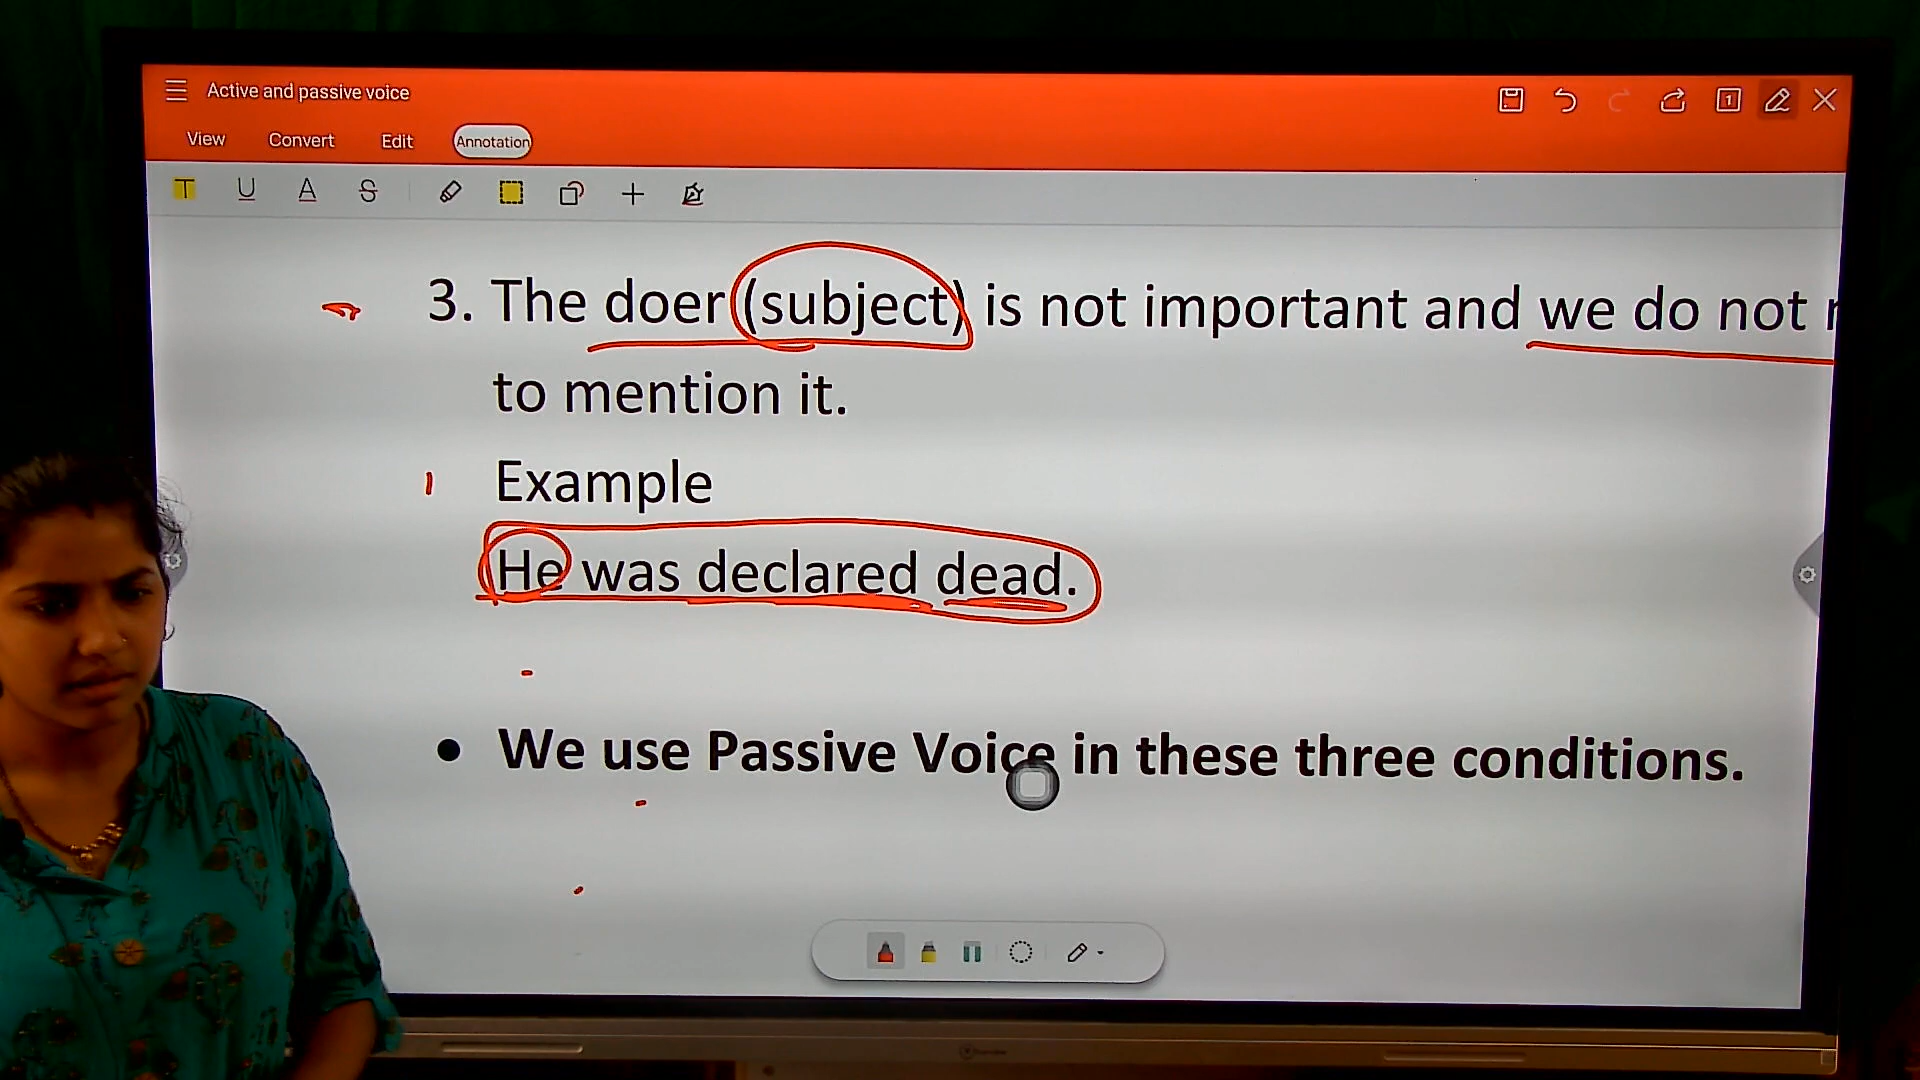 Active and passive voice
View Convert Edit Annotation
3. The doer (subject) is not important and we do not
to mention it.
Example
He was declared dead.
• We use Passive Voice in these three conditions.